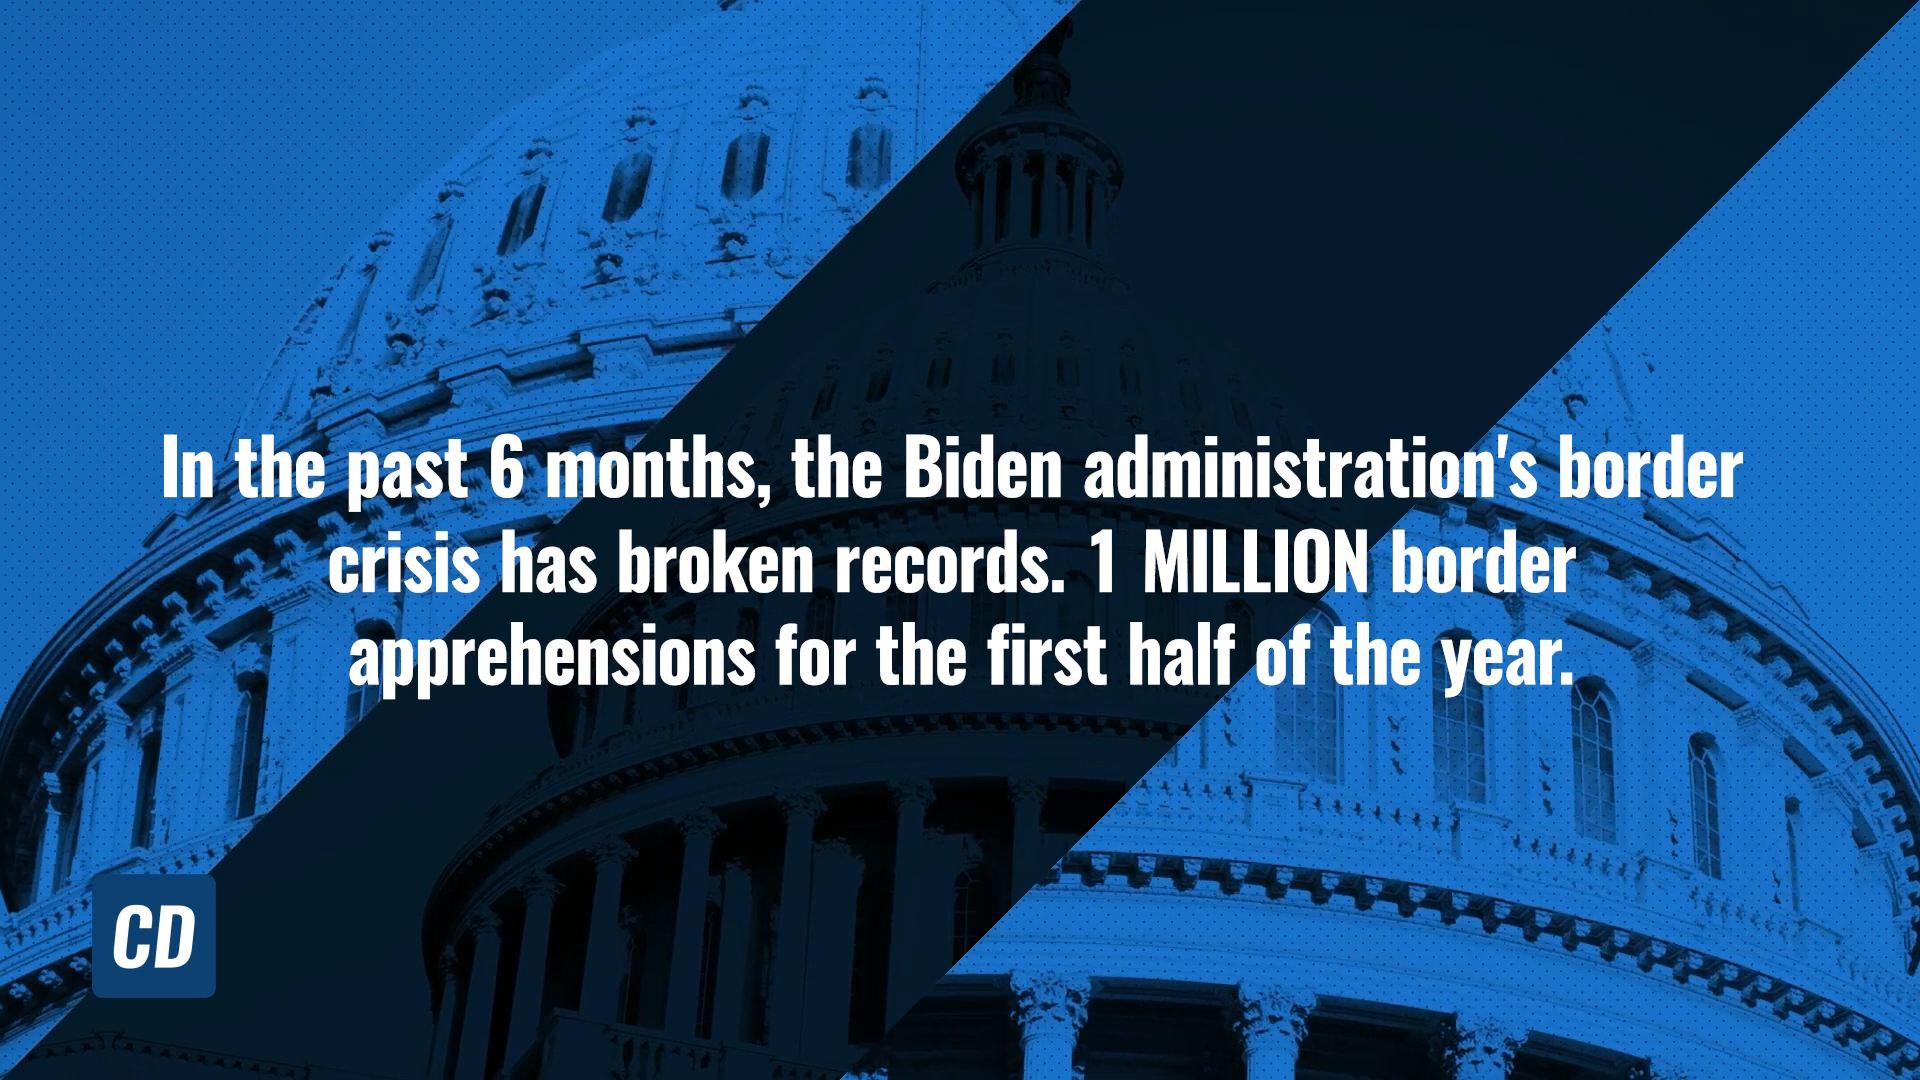 In the past 6 months, the Biden administration's border
crisis has broken records. 1 MILLION border
apprehensions for the first half of the year.
CD